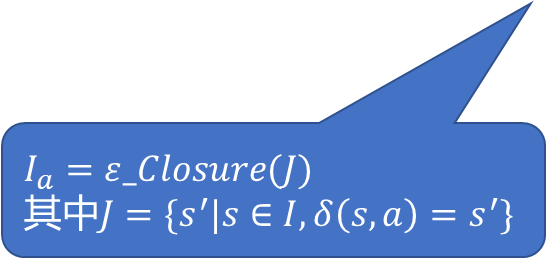 I_a = ε_Closure(J)
其中J = {s′|s ∈ I, δ(s, a) = s′}